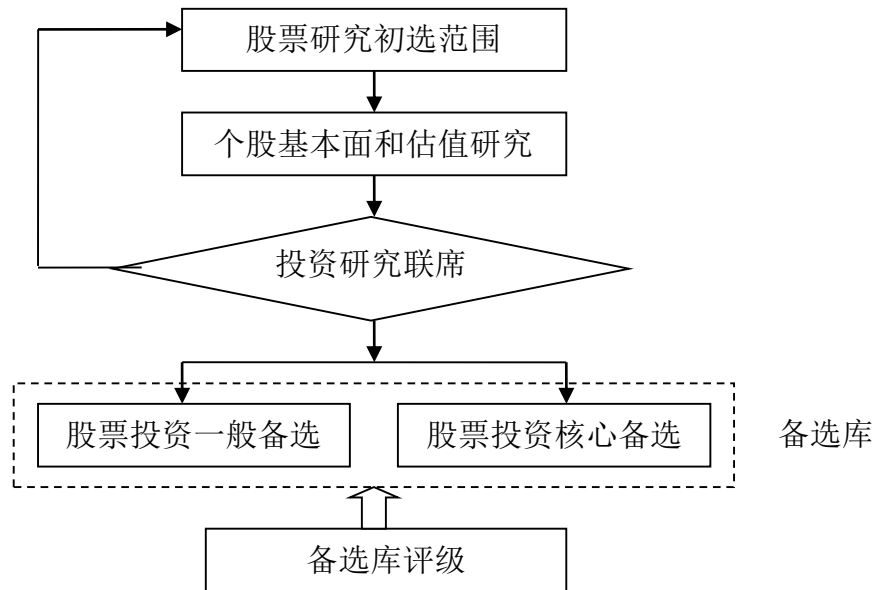 股票研究初选范围
个股基本面和估值研究
投资研究联席
股票投资一般备选
股票投资核心备选
备选库
备选库评级